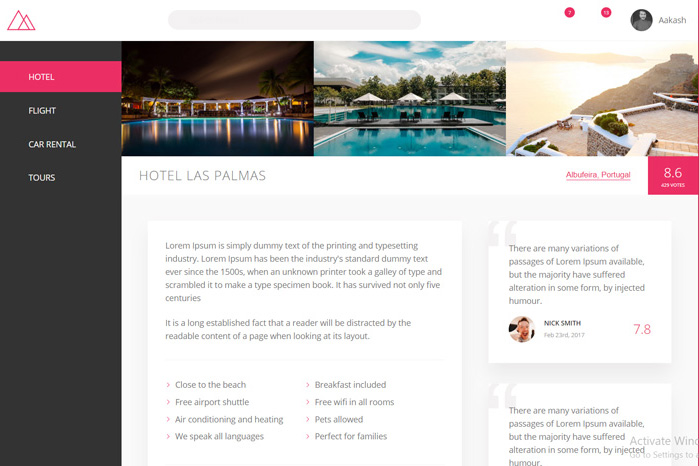 7
13
Aakash
HOTEL
FLIGHT
CAR RENTAL
TOURS
HOTEL LAS PALMAS
Albufeira, Portugal
8.6
429 VOTES
Lorem Ipsum is simply dummy text of the printing and typesetting
industry. Lorem Ipsum has been the industry's standard dummy text
ever since the 1500s, when an unknown printer took a galley of type and
scrambled it to make a type specimen book. It has survived not only five
centuries
It is a long established fact that a reader will be distracted by the
readable content of a page when looking at its layout.
Close to the beach
Free airport shuttle
Air conditioning and heating
We speak all languages
Breakfast included
Free wifi in all rooms
Pets allowed
Perfect for families
There are many variations of
passages of Lorem Ipsum available,
but the majority have suffered
alteration in some form, by injected
humour.
NICK SMITH
Feb 23rd, 2017
7.8
There are many variations of
passages of Lorem Ipsum available,
but the majority have suffered
alteration in some form, by injected
Activate Win
Go to Settings to